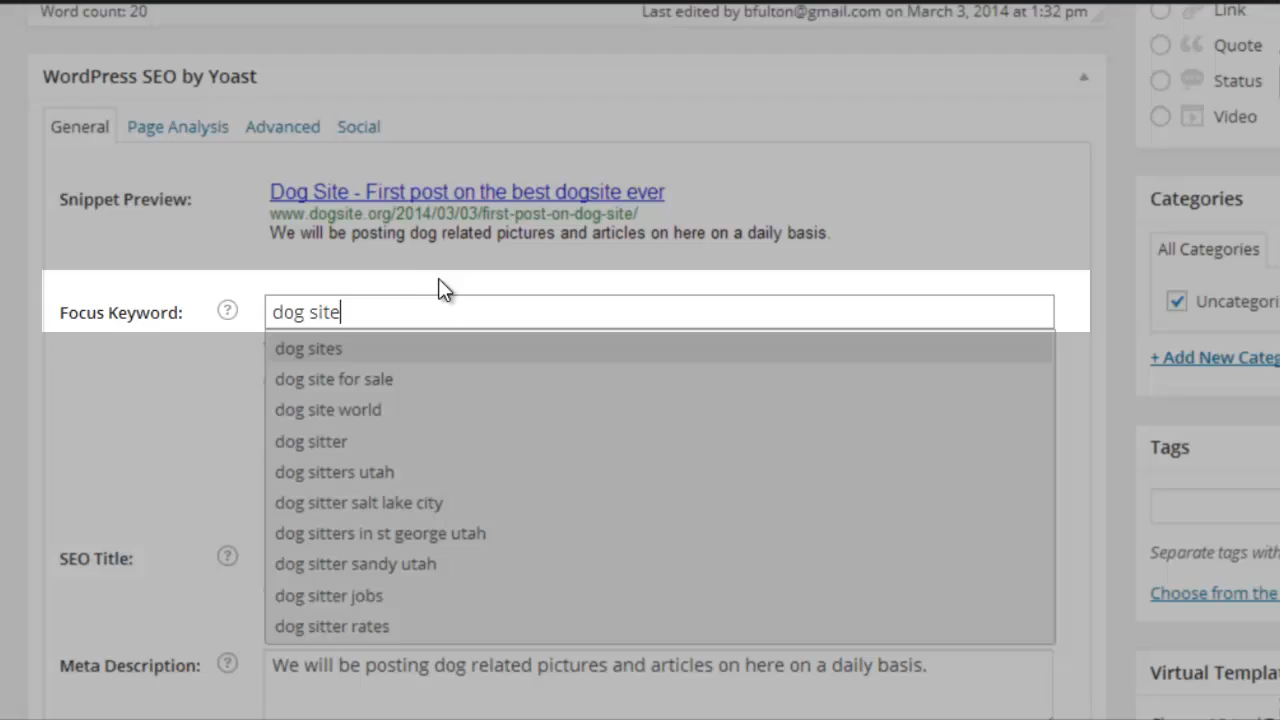 Word count: 20
Last edited by bfulton@gmail.com on March 3, 2014 at 1:32 pm
Link
Quote
Status
Video
WordPress SEO by Yoast
General
Page Analysis
Advanced
Social
Snippet Preview:
Dog Site - First post on the best dogsite ever
www.dogsite.org/2014/03/03/first-post-on-dog-site/
We will be posting dog related pictures and articles on here on a daily basis.
Focus Keyword:
?
dog site
dog sites
dog site for sale
dog site world
dog sitter
dog sitters utah
dog sitter salt lake city
dog sitters in st george utah
dog sitter sandy utah
dog sitter jobs
dog sitter rates
SEO Title:
?
Meta Description:
?
We will be posting dog related pictures and articles on here on a daily basis.
Categories
All Categories
Uncategori
+ Add New Categ
Tags
Separate tags with
Choose from the
Virtual Templa